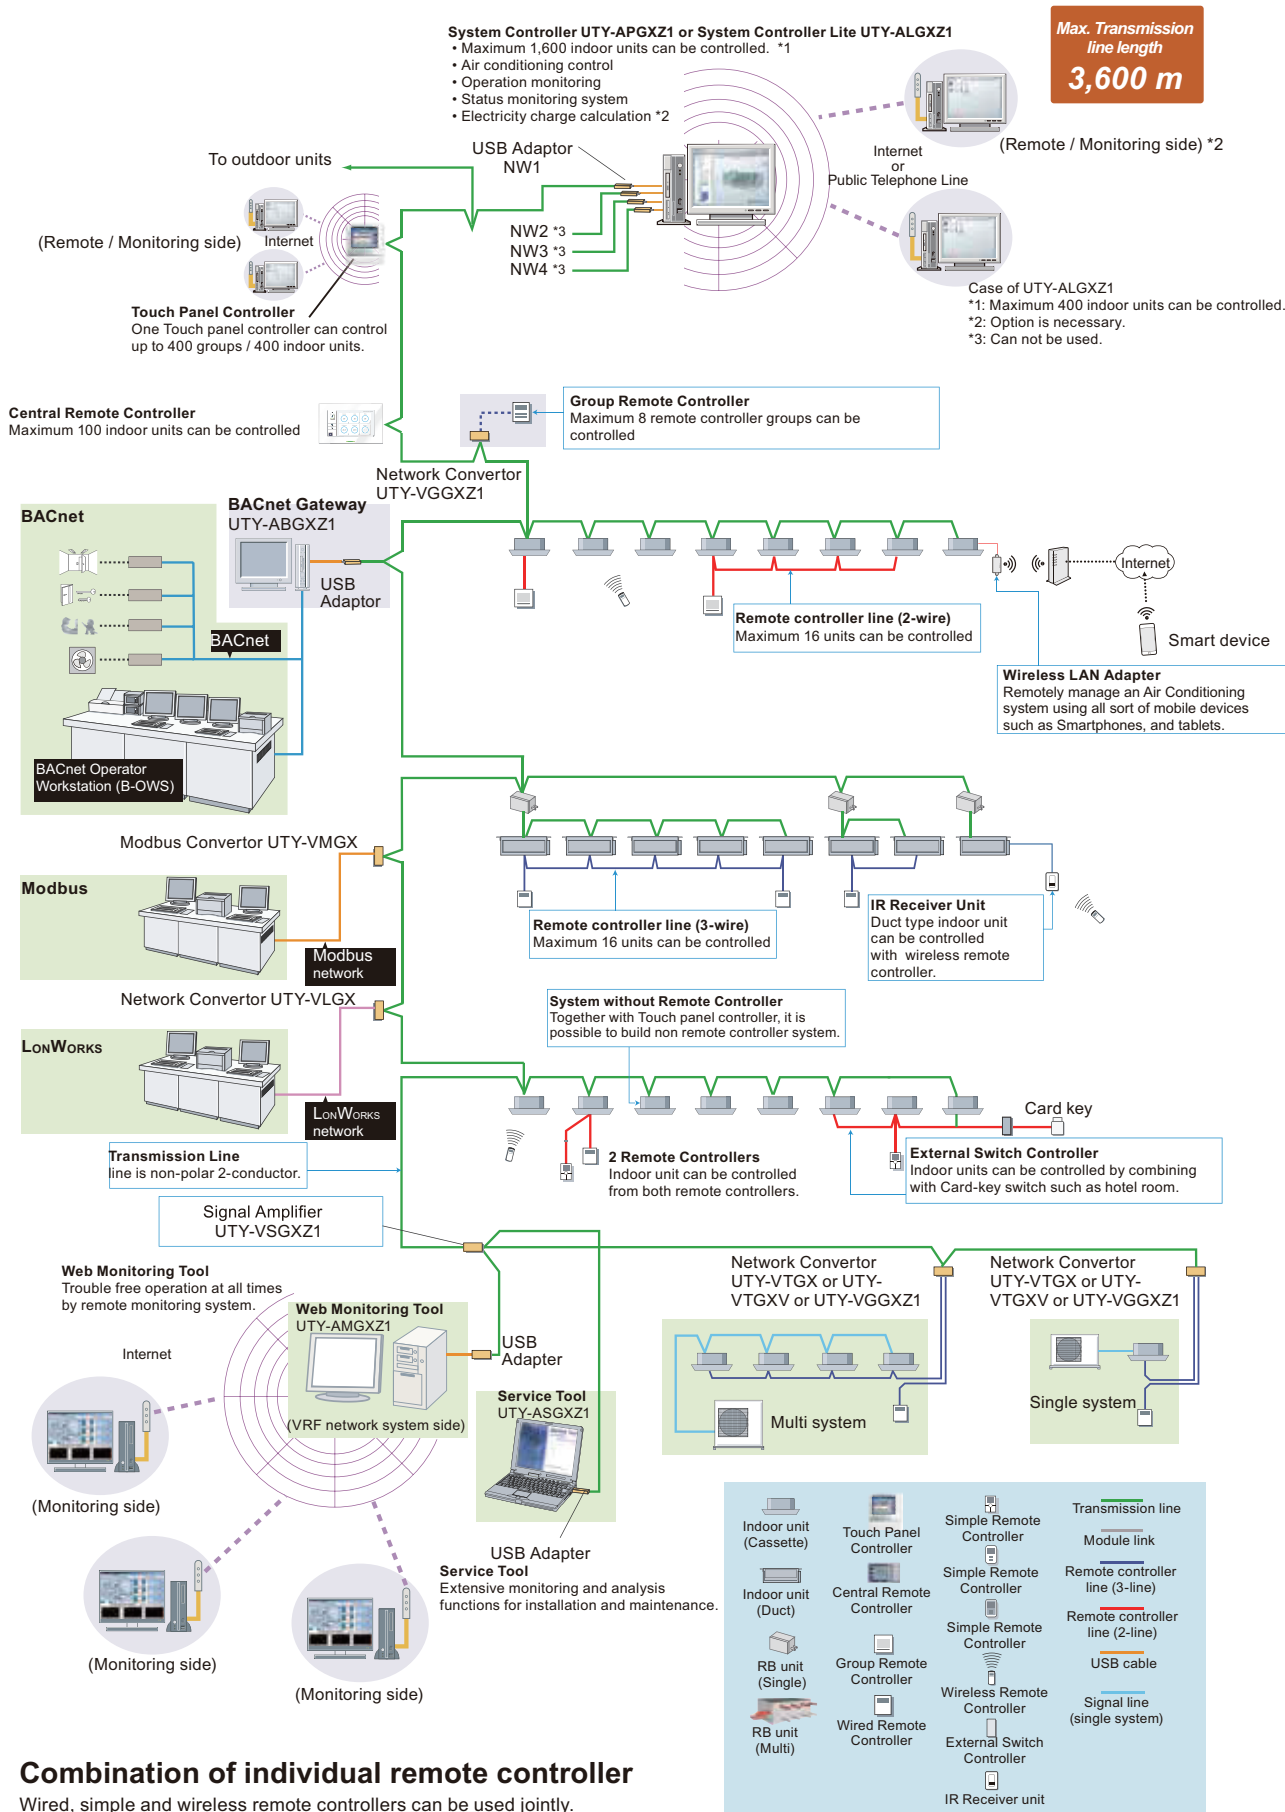 System Controller UTY-APGXZ1 or System Controller Lite UTY-ALGXZ1
• Maximum 1,600 indoor units can be controlled. *1
• Air conditioning control
• Operation monitoring
• Status monitoring system
• Electricity charge calculation *2
Max. Transmission
line length
3,600 m
USB Adaptor
NW1
To outdoor units
NW2 *3
NW3 *3
NW4 *3
Internet
or
Public Telephone Line
(Remote / Monitoring side) *2
(Remote / Monitoring side)
Internet
Touch Panel Controller
One Touch panel controller can control
up to 400 groups / 400 indoor units.
Case of UTY-ALGXZ1
*1: Maximum 400 indoor units can be controlled.
*2: Option is necessary.
*3: Can not be used.
Central Remote Controller
Maximum 100 indoor units can be controlled
Group Remote Controller
Maximum 8 remote controller groups can be
controlled
Network Convertor
UTY-VGGXZ1
BACnet
BACnet Gateway
UTY-ABGXZ1
USB
Adaptor
BACnet
BACnet Operator
Workstation (B-OWS)
Remote controller line (2-wire)
Maximum 16 units can be controlled
Internet
Smart device
Wireless LAN Adapter
Remotely manage an Air Conditioning
system using all sort of mobile devices
such as Smartphones, and tablets.
Modbus Convertor UTY-VMGX
Modbus
Modbus
network
Remote controller line (3-wire)
Maximum 16 units can be controlled
IR Receiver Unit
Duct type indoor unit
can be controlled
with wireless remote
controller.
Network Convertor UTY-VLGX
LONWORKS
LONWORKS
network
System without Remote Controller
Together with Touch panel controller, it is
possible to build non remote controller system.
Card key
Transmission Line
line is non-polar 2-conductor.
2 Remote Controllers
Indoor unit can be controlled
from both remote controllers.
External Switch Controller
Indoor units can be controlled by combining
with Card-key switch such as hotel room.
Signal Amplifier
UTY-VSGXZ1
Web Monitoring Tool
Trouble free operation at all times
by remote monitoring system.
Internet
Web Monitoring Tool
UTY-AMGXZ1
(VRF network system side)
USB
Adapter
Service Tool
UTY-ASGXZ1
USB Adapter
Service Tool
Extensive monitoring and analysis
functions for installation and maintenance.
Network Convertor
UTY-VTGX or UTY-
VTGXV or UTY-VGGXZ1
Multi system
Network Convertor
UTY-VTGX or UTY-
VTGXV or UTY-VGGXZ1
Single system
(Monitoring side)
(Monitoring side)
(Monitoring side)
Indoor unit
(Cassette)
Indoor unit
(Duct)
RB unit
(Single)
RB unit
(Multi)
Touch Panel
Controller
Central Remote
Controller
Group Remote
Controller
Wired Remote
Controller
Simple Remote
Controller
Simple Remote
Controller
Simple Remote
Controller
Wireless Remote
Controller
External Switch
Controller
IR Receiver unit
Transmission line
Module link
Remote controller
line (3-line)
Remote controller
line (2-line)
USB cable
Signal line
(single system)
Combination of individual remote controller
Wired, simple and wireless remote controllers can be used jointly.